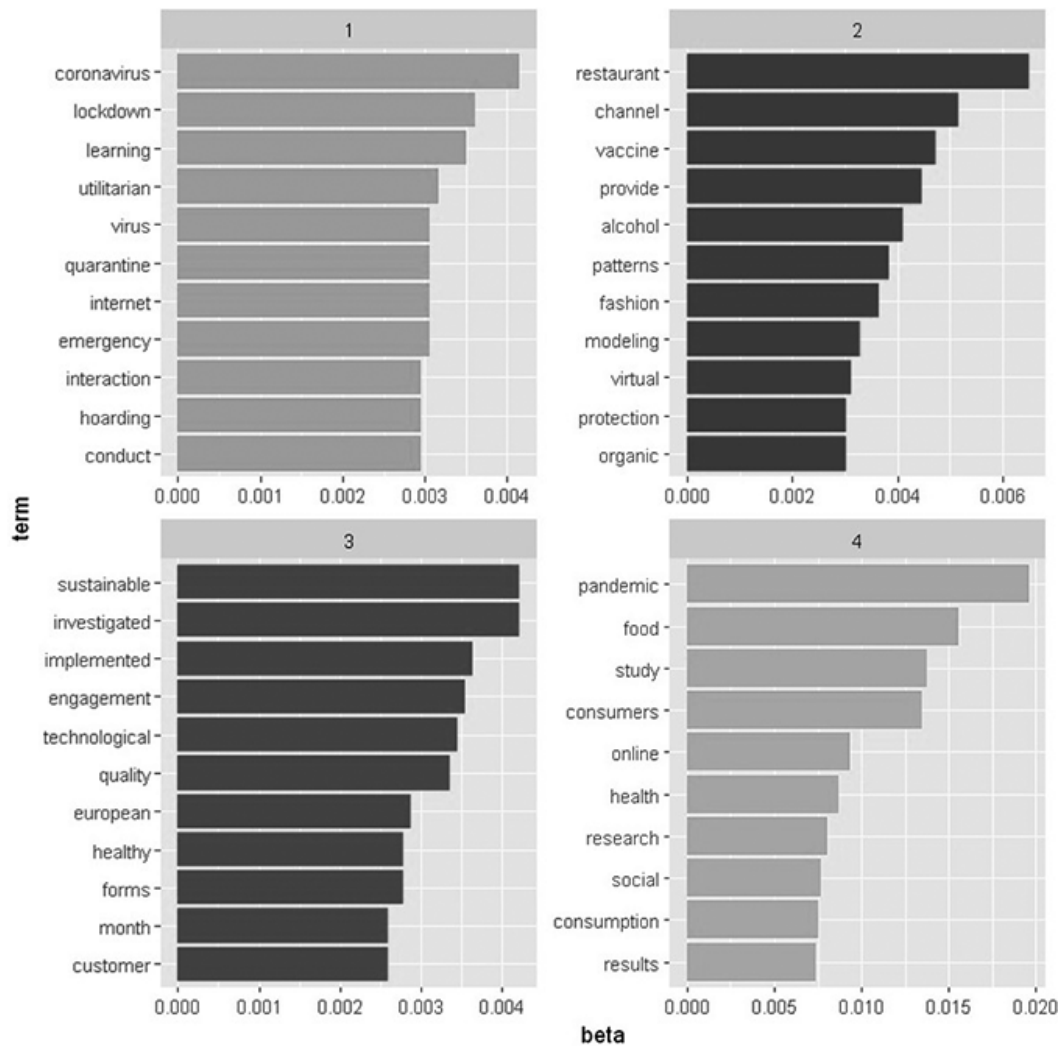 1
coronavirus
lockdown
learning
utilitarian
virus
quarantine
internet
emergency
interaction
hoarding
conduct
0.000 0.001 0.002 0.003 0.004
2
restaurant
channel
vaccine
provide
alcohol
patterns
fashion
modeling
virtual
protection
organic
0.000 0.002 0.004 0.006
term
3
sustainable
investigated
implemented
engagement
technological
quality
european
healthy
forms
month
customer
0.000 0.001 0.002 0.003 0.004
4
pandemic
food
study
consumers
online
health
research
social
consumption
results
0.000 0.005 0.010 0.015 0.020
beta